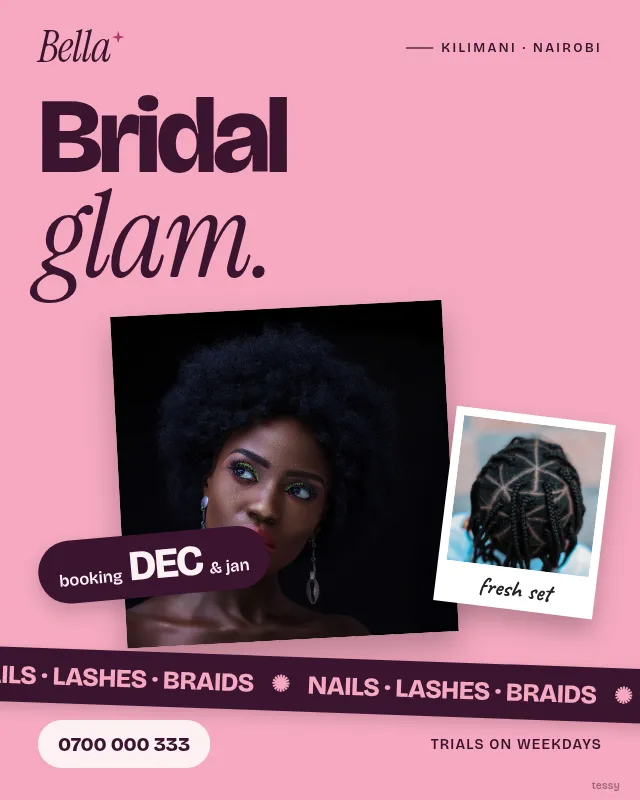 Bella
KILIMANI · NAIROBI
Bridal
glam.
booking DEC & jan
fresh set
ILS · LASHES · BRAIDS ✺ NAILS · LASHES · BRAIDS ✺
0700 000 333
TRIALS ON WEEKDAYS
tessy